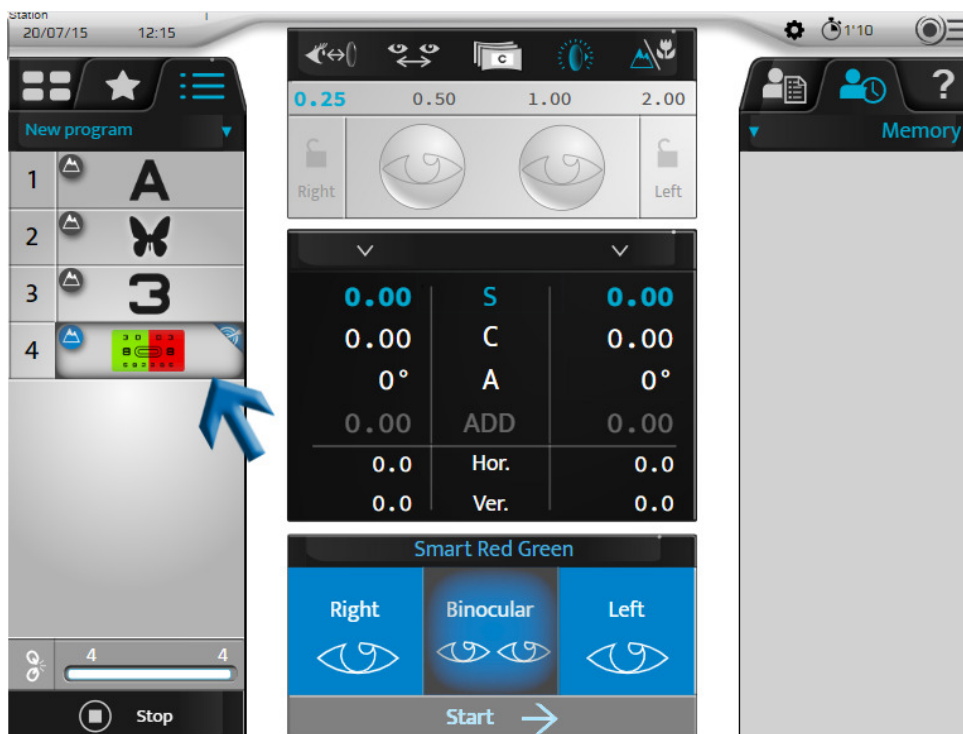 Station
20/07/15 12:15
1'10
C
0.25 0.50 1.00 2.00
?
New program
Memory
Right Left
1 A
2
3 3
4
0.00 S 0.00
0.00 C 0.00
0° A 0°
0.00 ADD 0.00
0.0 Hor. 0.0
0.0 Ver. 0.0
Smart Red Green
Right Binocular Left
4 4
Stop
Start